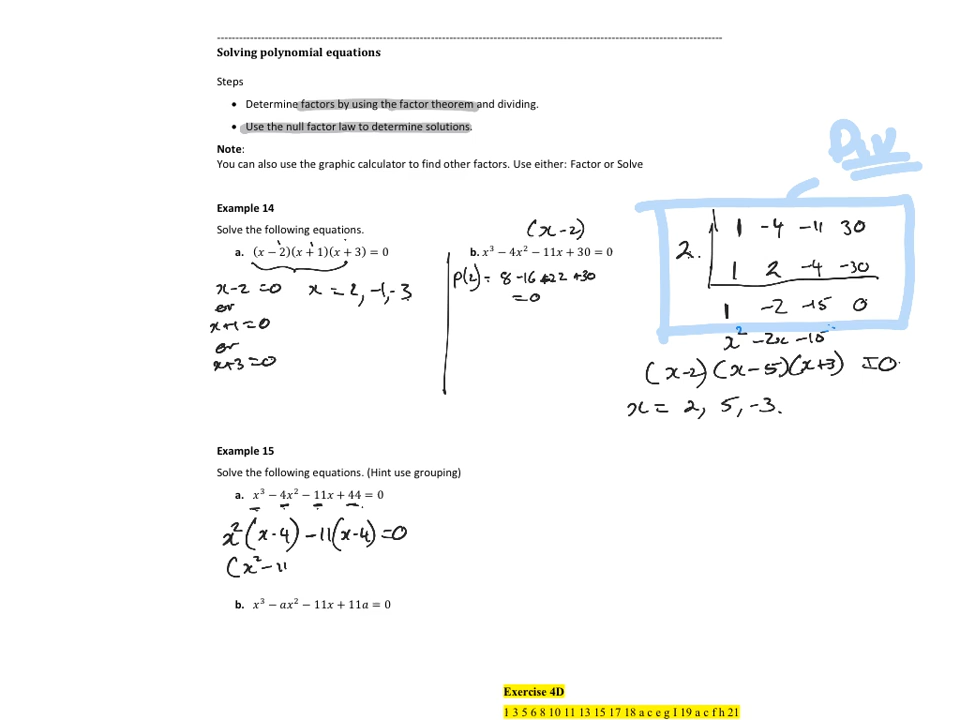 Solving polynomial equations
Steps
• Determine factors by using the factor theorem and dividing.
• Use the null factor law to determine solutions.
Note:
You can also use the graphic calculator to find other factors. Use either: Factor or Solve
Example 14
Solve the following equations.
a. (x − 2)(x + 1)(x + 3) = 0
x-2 =0 x = 2, -1, -3
or
x+1=0
or
x+3=0
(x-2)
b. x³ − 4x² − 11x + 30 = 0
P(2) = 8 -16 -22 +30
=0
Div
1 -4 -11 30
2.
1 2 -4 -30
1 -2 -15 0
x² -2x -15
(x-2)(x-5)(x+3) =0.
x = 2, 5, -3.
Example 15
Solve the following equations. (Hint use grouping)
a. x³ − 4x² − 11x + 44 = 0
x²(x-4) -11(x-4) =0
(x²-11
b. x³ − ax² − 11x + 11a = 0
Exercise 4D
1 3 5 6 8 10 11 13 15 17 18 a c e g I 19 a c f h 21